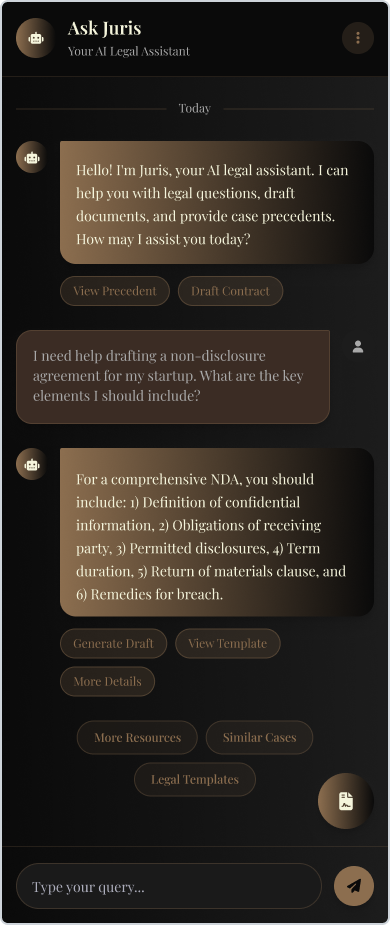 Ask Juris
Your AI Legal Assistant
Today
Hello! I'm Juris, your AI legal assistant. I can
help you with legal questions, draft
documents, and provide case precedents.
How may I assist you today?
View Precedent
Draft Contract
I need help drafting a non-disclosure
agreement for my startup. What are the key
elements I should include?
For a comprehensive NDA, you should
include: 1) Definition of confidential
information, 2) Obligations of receiving
party, 3) Permitted disclosures, 4) Term
duration, 5) Return of materials clause, and
6) Remedies for breach.
Generate Draft
View Template
More Details
More Resources
Similar Cases
Legal Templates
Type your query...